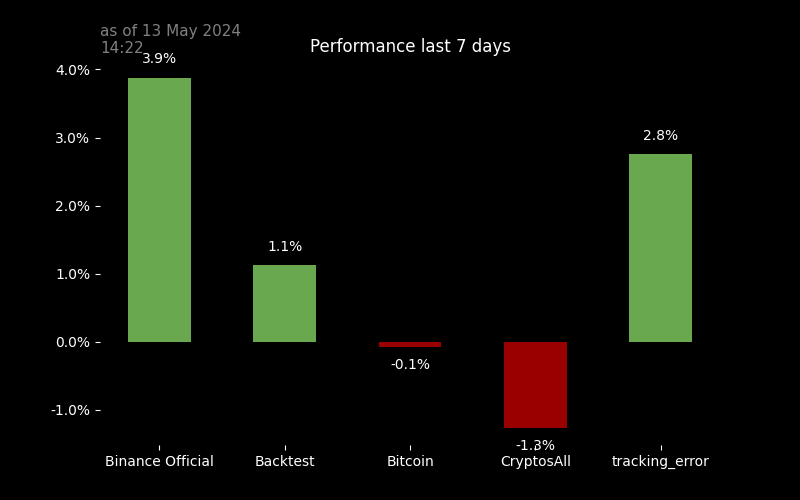 as of 13 May 2024
14:22
Performance last 7 days
3.9%
4.0%
3.0%
2.8%
2.0%
1.1%
1.0%
0.0%
-0.1%
-1.0%
-1.3%
Binance Official
Backtest
Bitcoin
CryptosAll
tracking_error